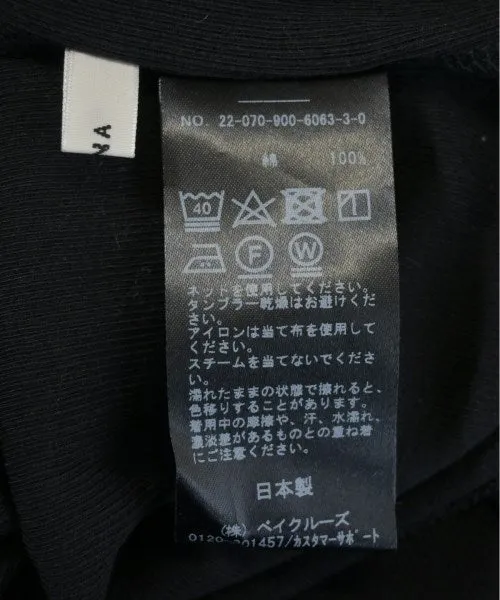 NA
NO. 22-070-900-6063-3-0
綿 100%
40
F W
ネットを使用してください。
タンブラー乾燥はお避けくだ
さい。
アイロンは当て布を使用して
ください。
スチームを当てないでくださ
い。
濡れたままの状態で擦れると、
色移りすることがあります。
着用中の摩擦や、汗、水濡れ、
濃淡差があるものとの重ね着
にご注意ください。
日本製
(株) ベイクルーズ
/カスタマーサポート